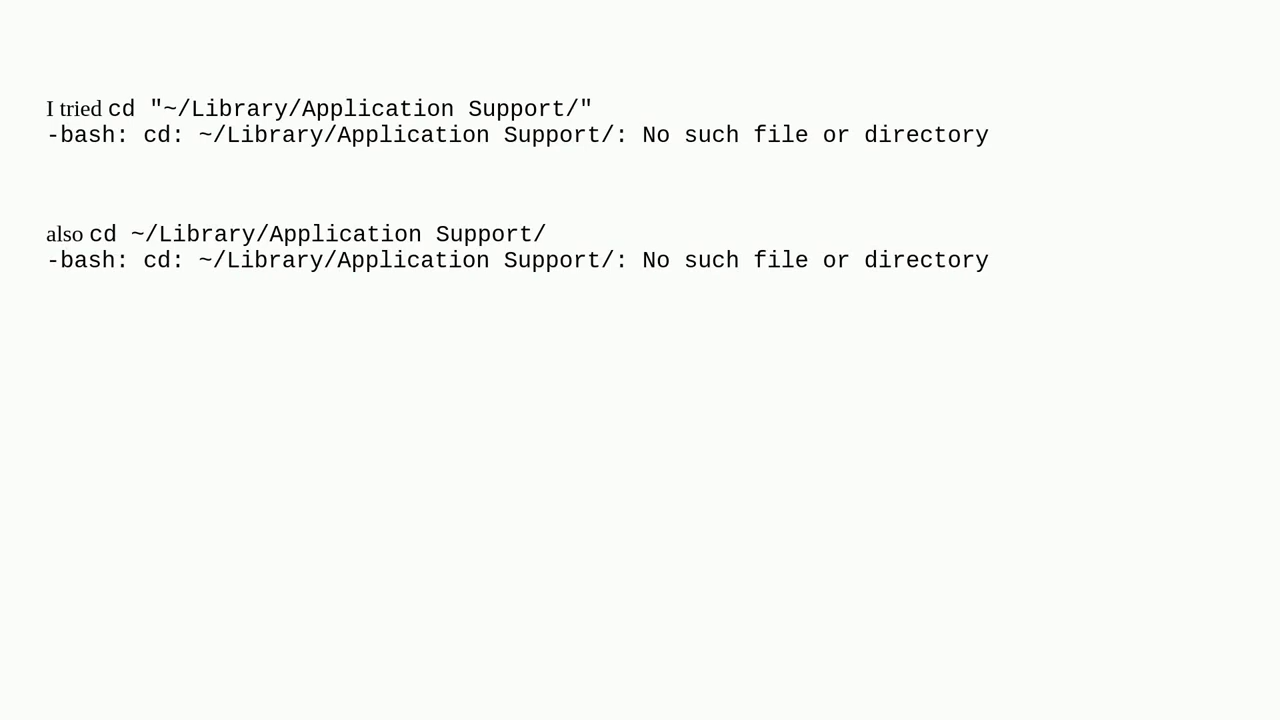 I tried cd "~/Library/Application Support/"
-bash: cd: ~/Library/Application Support/: No such file or directory
also cd ~/Library/Application Support/
-bash: cd: ~/Library/Application Support/: No such file or directory